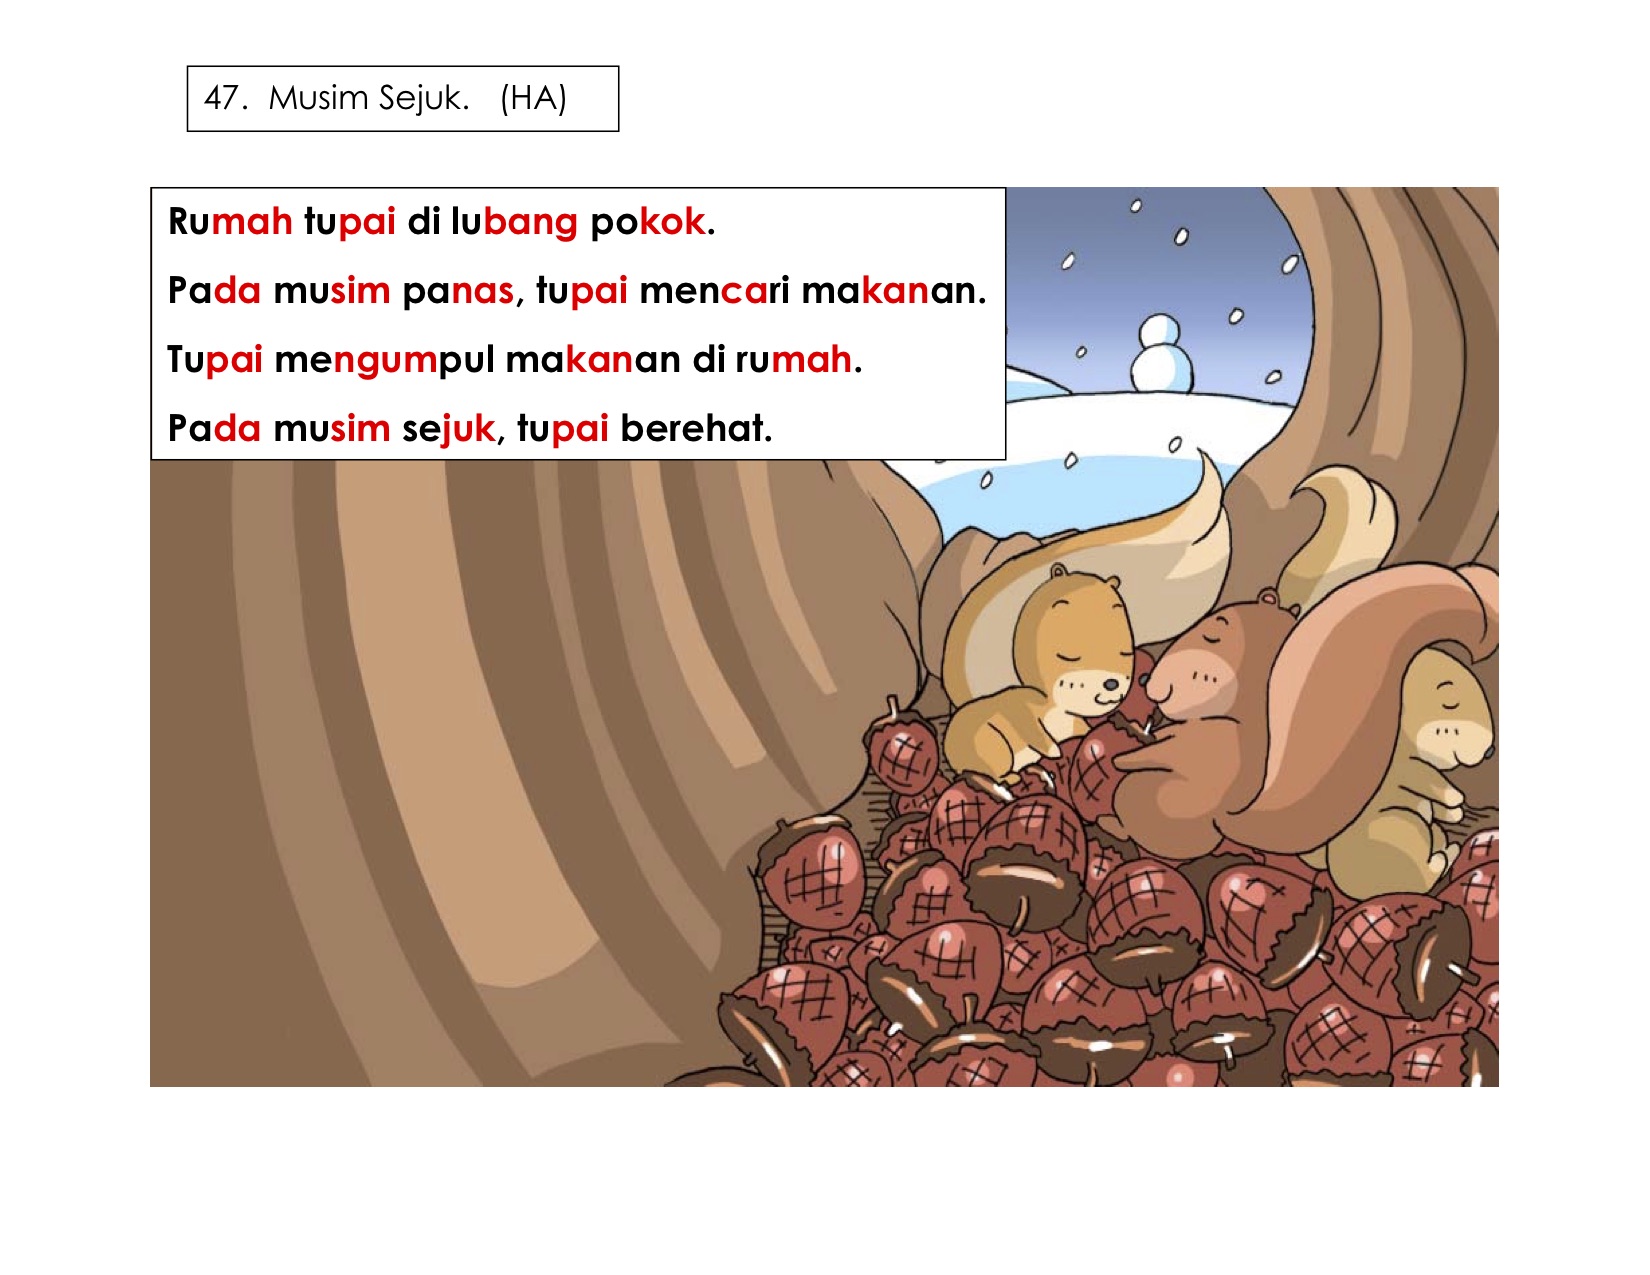 47. Musim Sejuk. (HA)
Rumah tupai di lubang pokok.
Pada musim panas, tupai mencari makanan.
Tupai mengumpul makanan di rumah.
Pada musim sejuk, tupai berehat.